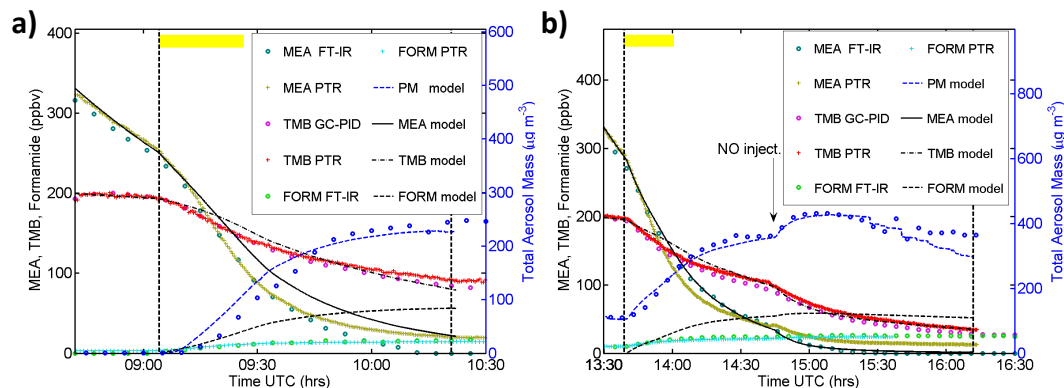 a)
400
300
200
100
0
MEA, TMB, Formamide (ppbv)
MEA FT-IR
MEA PTR
TMB GC-PID
TMB PTR
FORM FT-IR
FORM PTR
PM model
MEA model
TMB model
FORM model
600
500
400
300
200
100
0
Total Aerosol Mass (µg m⁻³)
09:00
09:30
10:00
10:30
Time UTC (hrs)
b)
400
300
200
100
0
MEA, TMB, Formamide (ppbv)
NO inject.
MEA FT-IR
MEA PTR
TMB GC-PID
TMB PTR
FORM FT-IR
FORM PTR
PM model
MEA model
TMB model
FORM model
800
600
400
200
0
Total Aerosol Mass (µg m⁻³)
13:30
14:00
14:30
15:00
15:30
16:00
16:30
Time UTC (hrs)